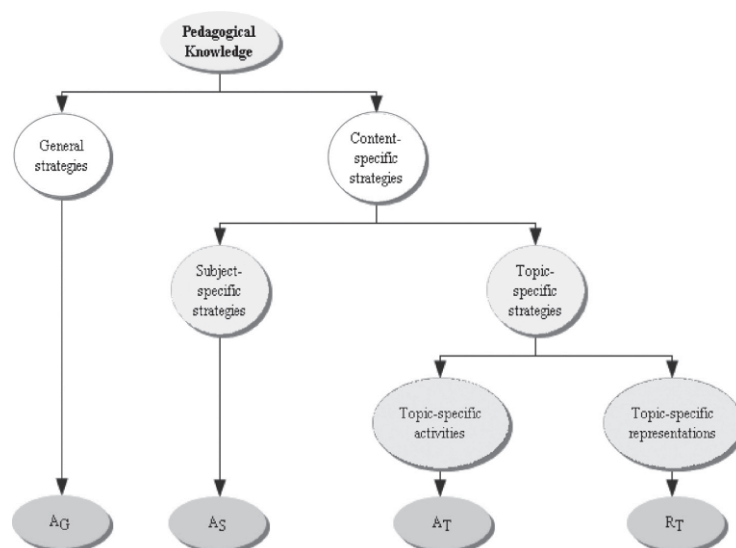 Pedagogical
Knowledge
General
strategies
Content-
specific
strategies
Subject-
specific
strategies
Topic-
specific
strategies
Topic-specific
activities
Topic-specific
representations
AG
AS
AT
RT